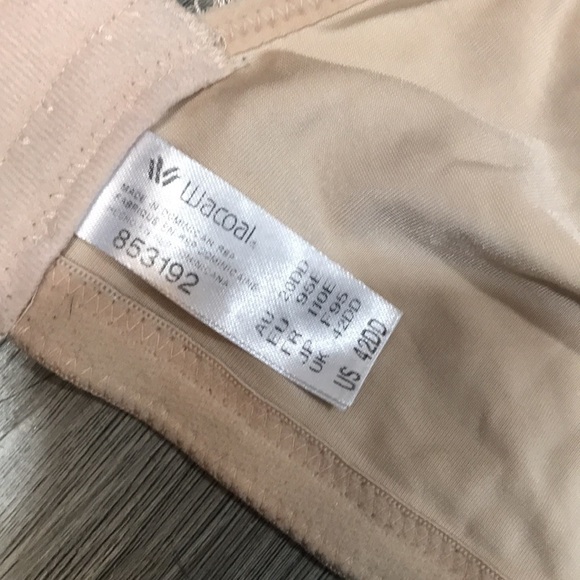 Wacoal®
MADE IN DOMINICAN REP.
FABRIQUÉ EN RÉP. DOMINICAINE
853192
AU 20DD
EU 95E
FR 110E
JP F95
UK 42DD
US 42DD